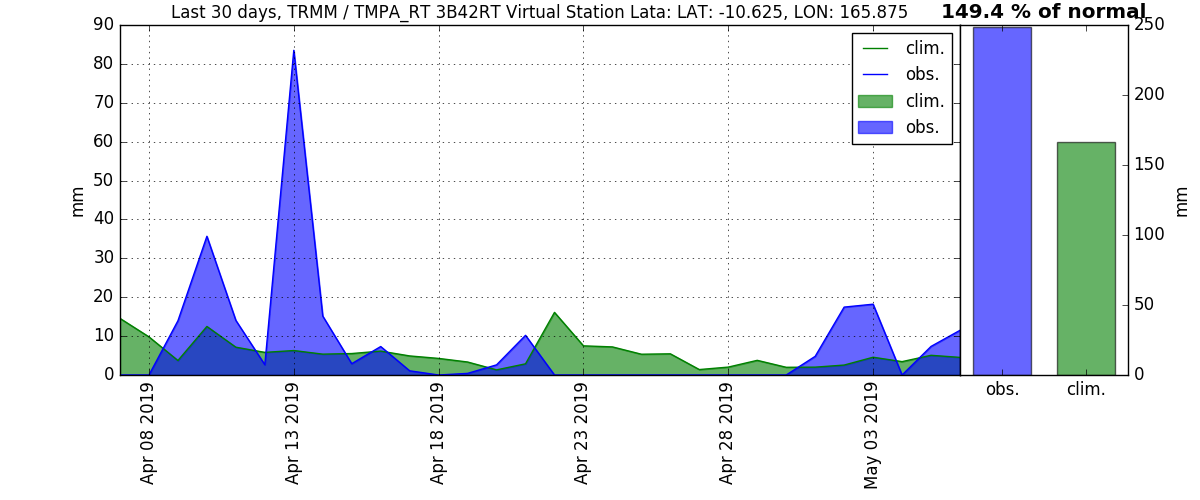 Last 30 days, TRMM / TMPA_RT 3B42RT Virtual Station Lata: LAT: -10.625, LON: 165.875
149.4 % of normal
90
80
70
60
50
40
30
20
10
0
mm
clim.
obs.
clim.
obs.
Apr 08 2019
Apr 13 2019
Apr 18 2019
Apr 23 2019
Apr 28 2019
May 03 2019
250
200
150
100
50
0
mm
obs.
clim.